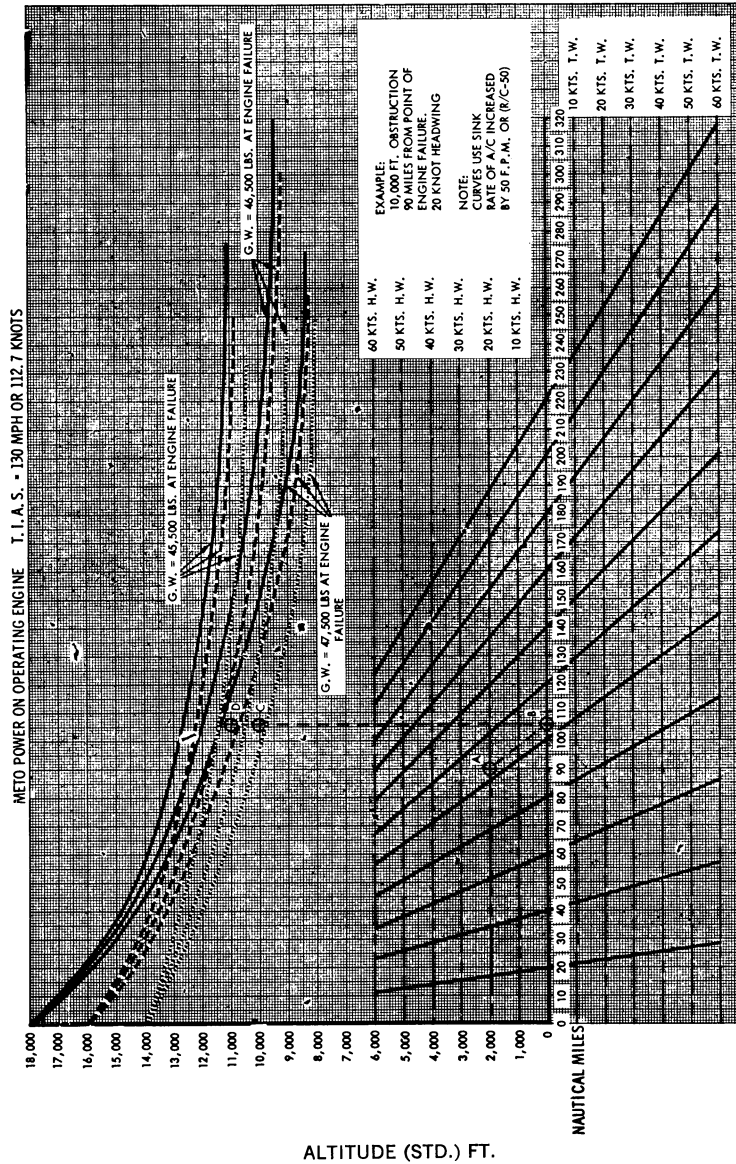 METO POWER ON OPERATING ENGINE T. I. A. S. = 130 MPH OR 112.7 KNOTS
18,000
17,000
16,000
15,000
14,000
13,000
12,000
11,000
10,000
9,000
8,000
7,000
6,000
5,000
4,000
3,000
2,000
1,000
0
ALTITUDE (STD.) FT.
G.W. = 45,500 LBS. AT ENGINE FAILURE
G.W. = 46,500 LBS. AT ENGINE FAILURE
G.W. = 47,500 LBS AT ENGINE
FAILURE
D
C
A
B
60 KTS. H.W.
50 KTS. H.W.
40 KTS. H.W.
30 KTS. H.W.
20 KTS. H.W.
10 KTS. H.W.
EXAMPLE:
10,000 FT. OBSTRUCTION
90 MILES FROM POINT OF
ENGINE FAILURE.
20 KNOT HEADWING
NOTE:
CURVES USE SINK
RATE OF A/C INCREASED
BY 50 F.P.M. OR (R/C-50)
NAUTICAL MILES
0 10 20 30 40 50 60 70 80 90 100 110 120 130 140 150 160 170 180 190 200 210 220 230 240 250 260 270 280 290 300 310 320
10 KTS. T.W.
20 KTS. T.W.
30 KTS. T.W.
40 KTS. T.W.
50 KTS. T.W.
60 KTS. T.W.